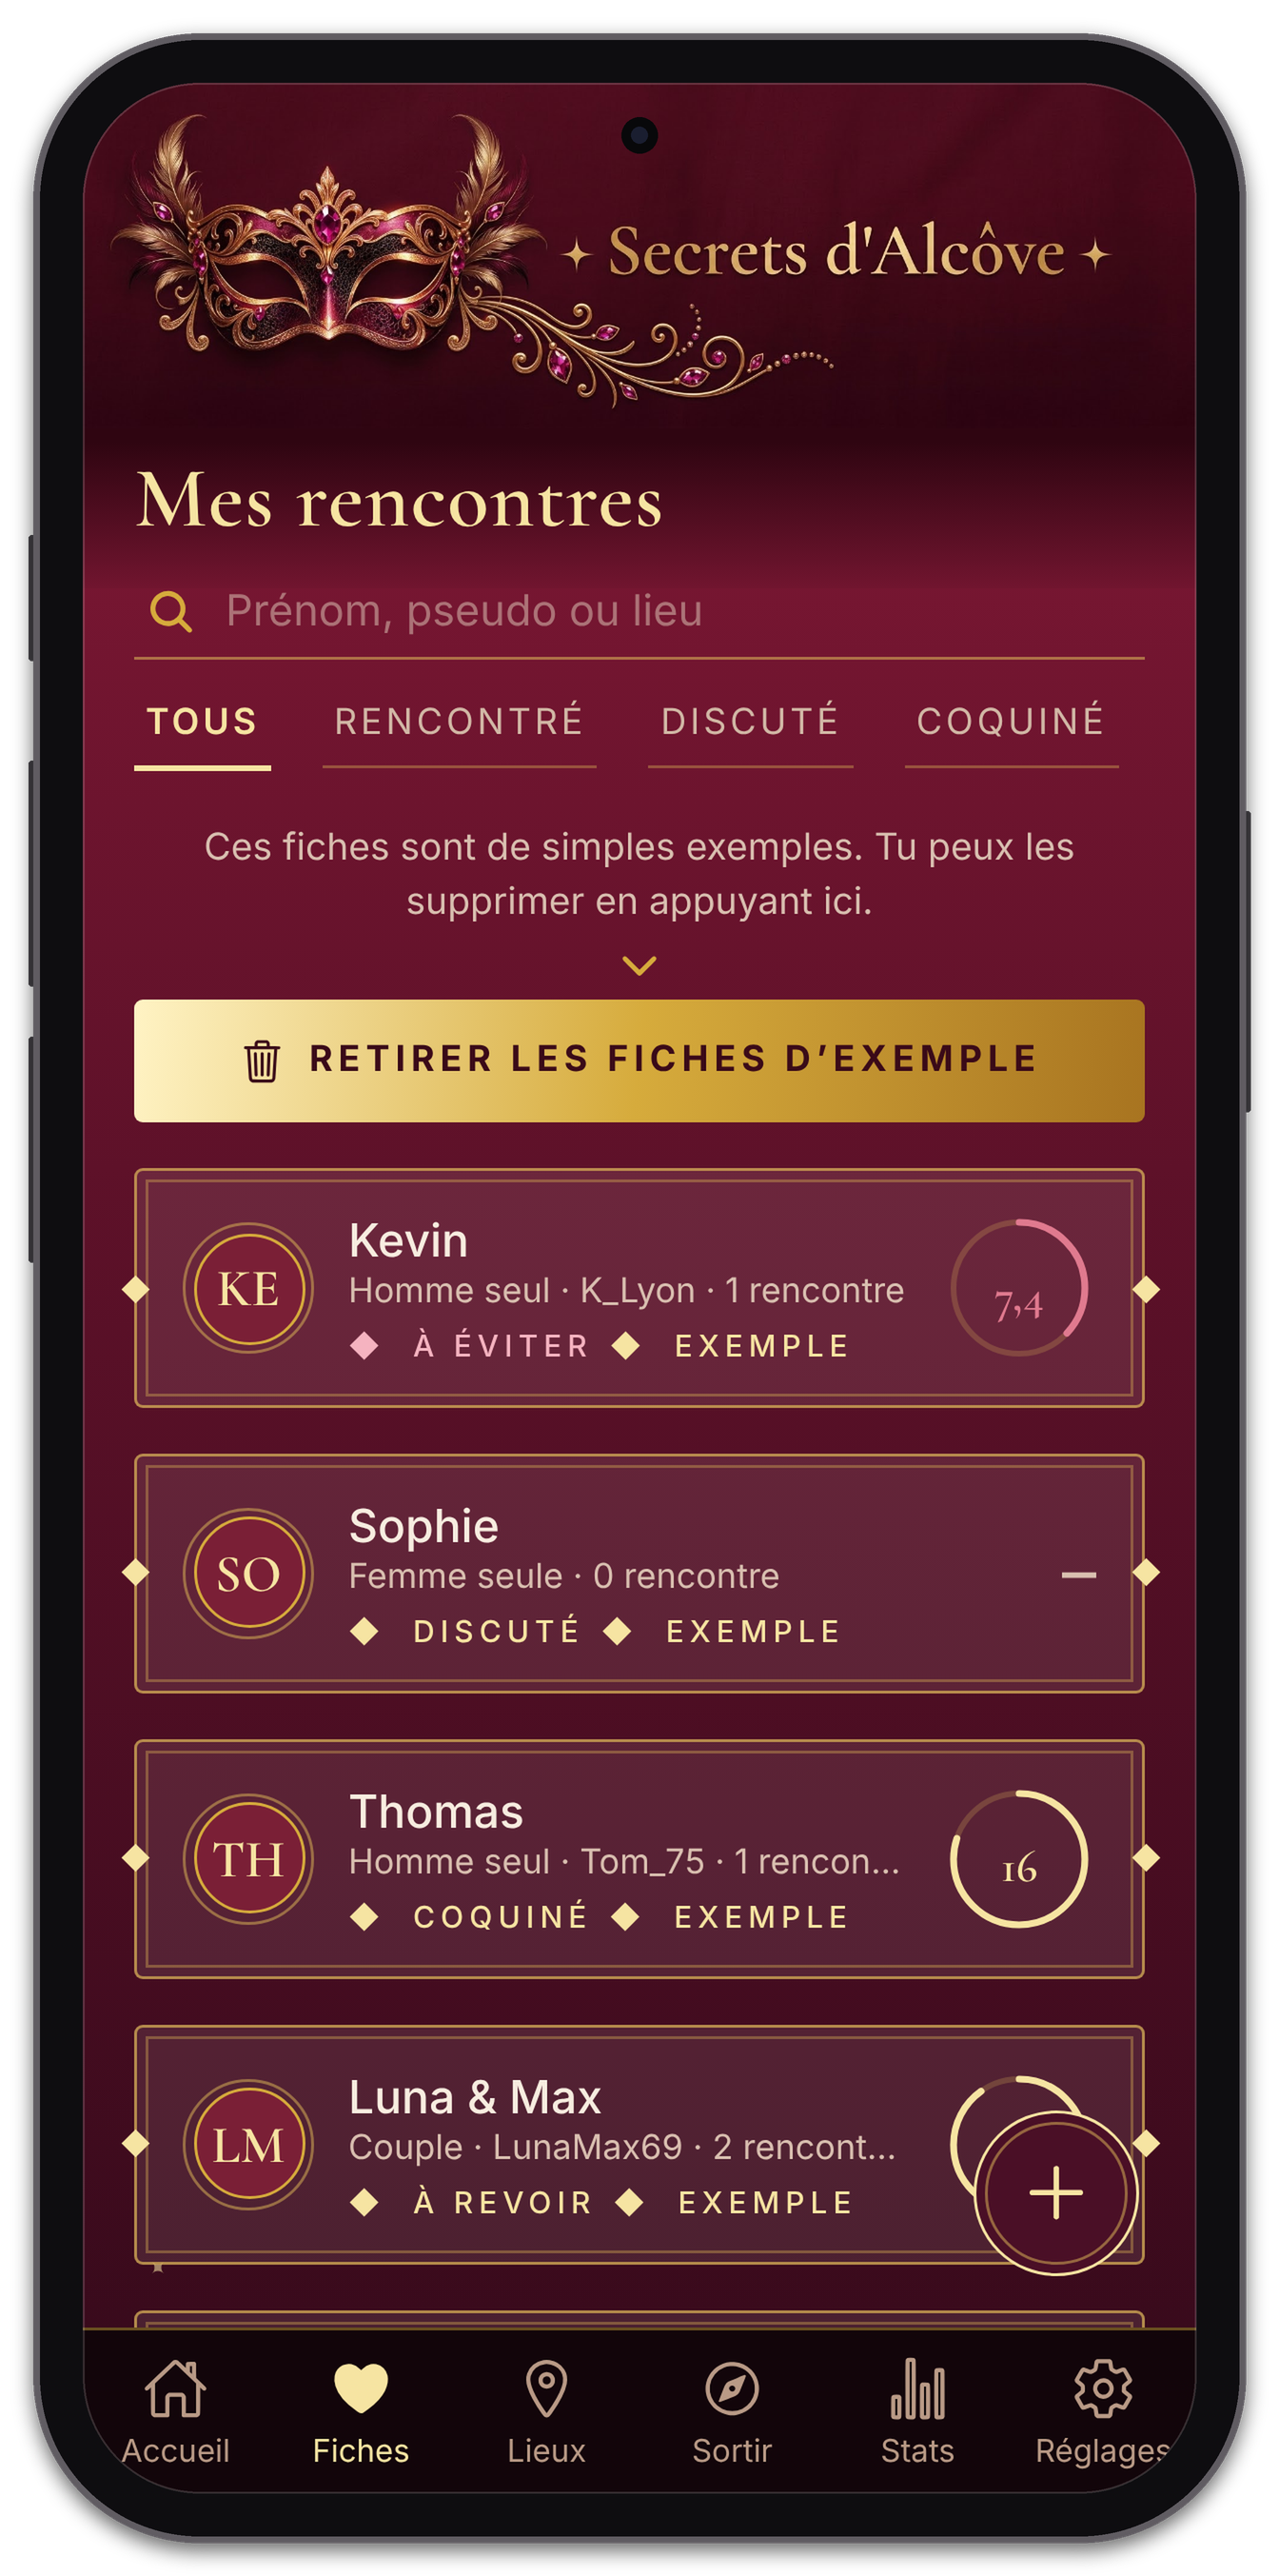 Secrets d'Alcôve
Mes rencontres
Prénom, pseudo ou lieu
TOUS RENCONTRÉ DISCUTÉ COQUINÉ
Ces fiches sont de simples exemples. Tu peux les
supprimer en appuyant ici.
RETIRER LES FICHES D’EXEMPLE
KE
Kevin
Homme seul · K_Lyon · 1 rencontre
À ÉVITER EXEMPLE
7,4
SO
Sophie
Femme seule · 0 rencontre
DISCUTÉ EXEMPLE
–
TH
Thomas
Homme seul · Tom_75 · 1 rencon...
COQUINÉ EXEMPLE
16
LM
Luna & Max
Couple · LunaMax69 · 2 rencont...
À REVOIR EXEMPLE
Accueil Fiches Lieux Sortir Stats Réglages